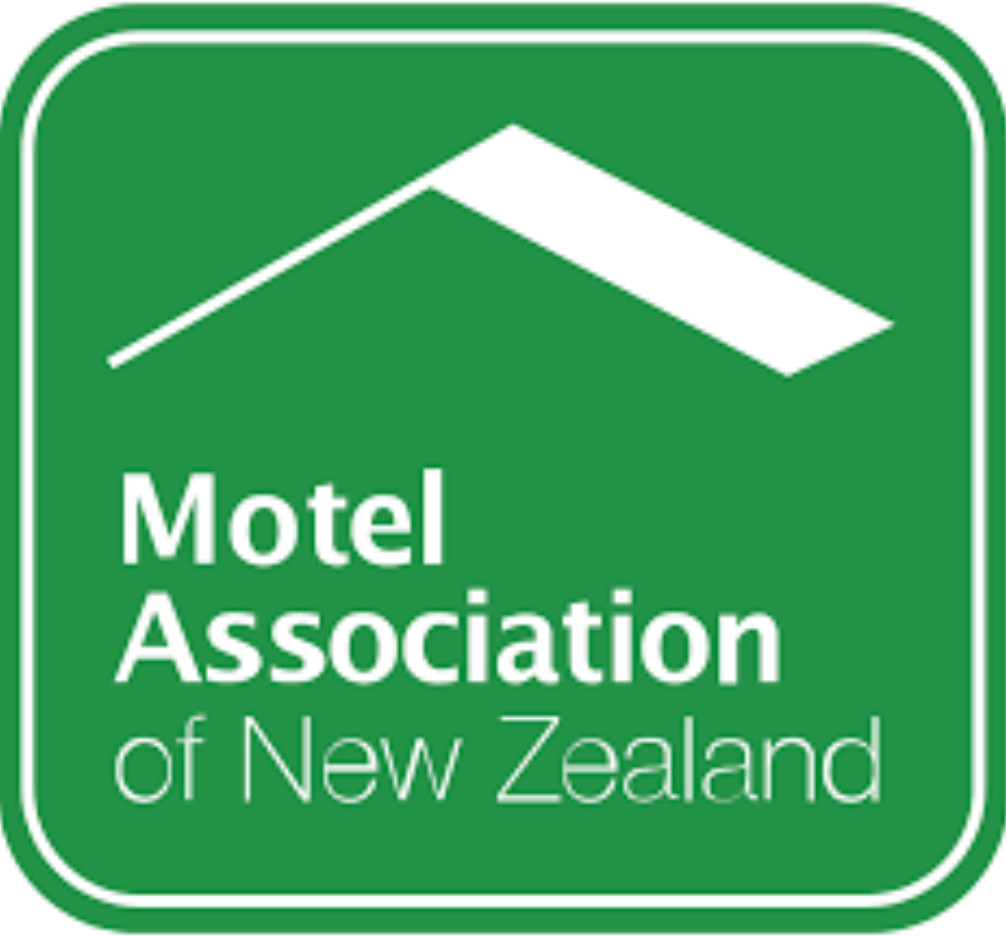 Motel
Association
of New Zealand